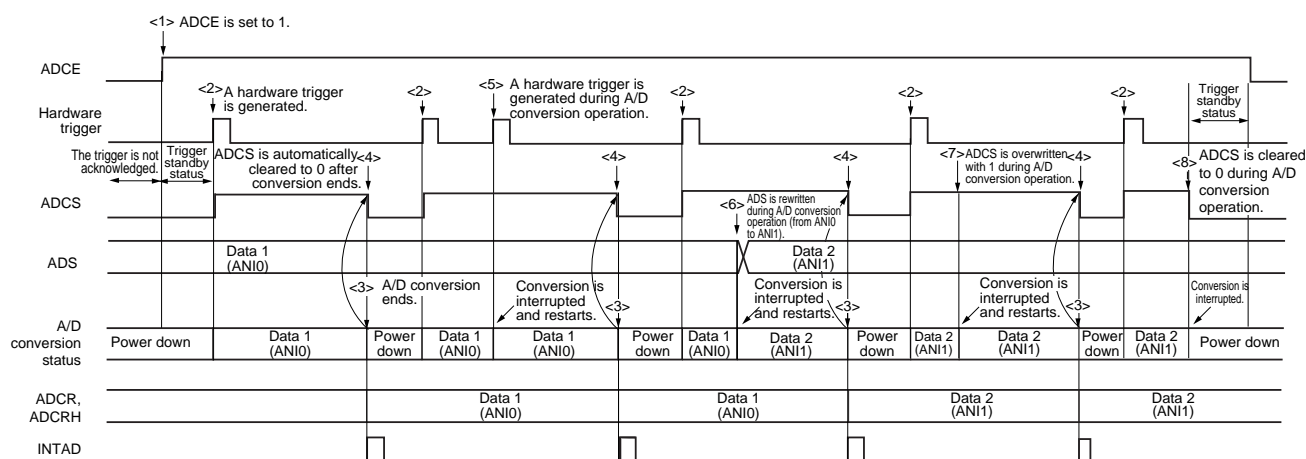 <1> ADCE is set to 1.
ADCE
<2> A hardware trigger
is generated.
<2>
<5> A hardware trigger is
generated during A/D
conversion operation.
<2>
<2>
<2>
Trigger
standby
status
Hardware
trigger
The trigger is not
acknowledged.
Trigger
standby
status
ADCS is automatically
cleared to 0 after
conversion ends.
<4>
<4>
<4>
<7> ADCS is overwritten
with 1 during A/D
conversion operation.
<4>
<8> ADCS is cleared
to 0 during A/D
conversion
operation.
ADCS
<6> ADS is rewritten
during A/D conversion
operation (from ANI0
to ANI1).
ADS
Data 1
(ANI0)
Data 2
(ANI1)
<3> A/D conversion
ends.
Conversion is
interrupted
and restarts.
<3>
Conversion is
interrupted
and restarts.
<3>
Conversion is
interrupted
and restarts.
<3>
Conversion is
interrupted.
A/D
conversion
status
Power down
Data 1
(ANI0)
Power
down
Data 1
(ANI0)
Data 1
(ANI0)
Power
down
Data 1
(ANI0)
Data 2
(ANI1)
Power
down
Data 2
(ANI1)
Data 2
(ANI1)
Power
down
Data 2
(ANI1)
Power down
ADCR,
ADCRH
Data 1
(ANI0)
Data 1
(ANI0)
Data 2
(ANI1)
Data 2
(ANI1)
INTAD